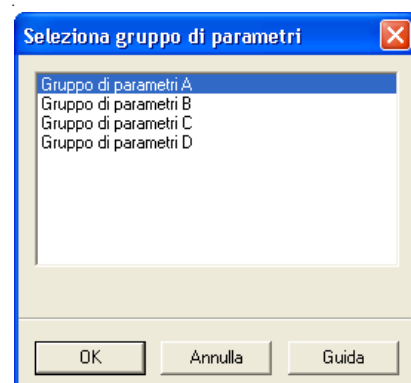 Seleziona gruppo di parametri
Gruppo di parametri A
Gruppo di parametri B
Gruppo di parametri C
Gruppo di parametri D
OK Annulla Guida